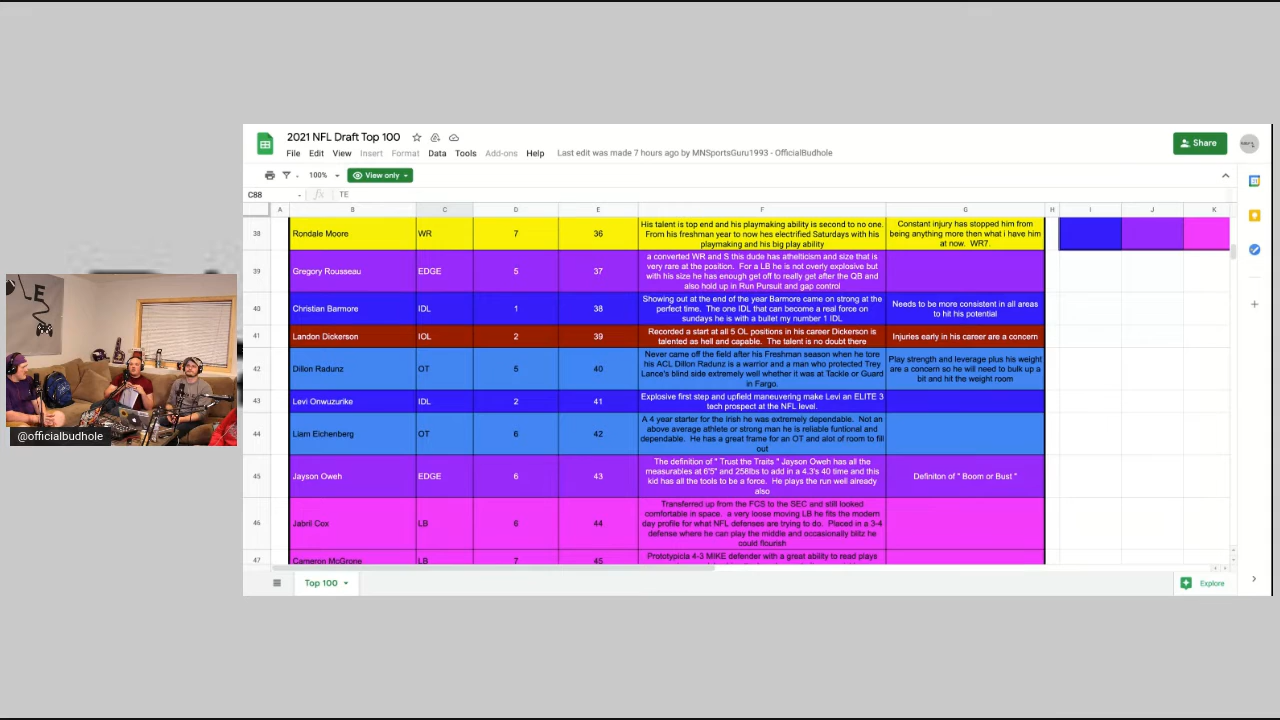 2021 NFL Draft Top 100
File Edit View Insert Format Data Tools Add-ons Help Last edit was made 7 hours ago by MNSportsGuru1993 - OfficialBudhole
Share
100% View only
C88 fx TE
A B C D E F G H I J K
38 Rondale Moore WR 7 36
His talent is top end and his playmaking ability is second to no one.
From his freshman year to now hes electrified Saturdays with his
playmaking and his big play ability
Constant injury has stopped him from
being anything more then what i have him
at now. WR7.
39 Gregory Rousseau EDGE 5 37
a converted WR and S this dude has athelticism and size that is
very rare at the position. For a LB he is not overly explosive but
with his size he has enough get off to really get after the QB and
also hold up in Run Pursuit and gap control
40 Christian Barmore IDL 1 38
Showing out at the end of the year Barmore came on strong at the
perfect time. The one IDL that can become a real force on
sundays he is with a bullet my number 1 IDL
Needs to be more consistent in all areas
to hit his potential
41 Landon Dickerson IOL 2 39
Recorded a start at all 5 OL positions in his career Dickerson is
talented as hell and capable. The talent is no doubt there
Injuries early in his career are a concern
42 Dillon Radunz OT 5 40
Never came off the field after his Freshman season when he tore
his ACL Dillon Radunz is a warrior and a man who protected Trey
Lance's blind side extremely well whether it was at Tackle or Guard
in Fargo.
Play strength and leverage plus his weight
are a concern so he will need to bulk up a
bit and hit the weight room
43 Levi Onwuzurike IDL 2 41
Explosive first step and upfield maneuvering make Levi an ELITE 3
tech prospect at the NFL level.
44 Liam Eichenberg OT 6 42
A 4 year starter for the Irish he was extremely dependable. Not an
above average athlete or strong man he is reliable funtional and
dependable. He has a great frame for an OT and alot of room to fill
out
45 Jayson Oweh EDGE 6 43
The definition of " Trust the Traits " Jayson Oweh has all the
measurables at 6'5" and 258lbs to add in a 4.3's 40 time and this
kid has all the tools to be a force. He plays the run well already
also
Definiton of " Boom or Bust "
46 Jabril Cox LB 6 44
Transferred up from the FCS to the SEC and still looked
comfortable in space. a very loose moving LB he fits the modern
day profile for what NFL defenses are trying to do. Placed in a 3-4
defense where he can play the middle and occasionally blitz he
could flourish
47 Cameron McGrone LB 7 45
Prototypicla 4-3 MIKE defender with a great ability to read plays
Top 100
Explore
@officialbudhole